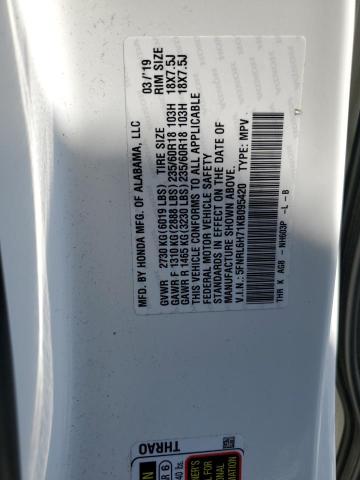 MFD. BY HONDA MFG. OF ALABAMA, LLC 03/'19
TIRE SIZE RIM SIZE
GVWR 2730 KG(6019 LBS)
GAWR F 1310 KG(2888 LBS) 235/60R18 103H 18X7.5J
GAWR R 1465 KG(3230 LBS) 235/60R18 103H 18X7.5J
THIS VEHICLE CONFORMS TO ALL APPLICABLE
FEDERAL MOTOR VEHICLE SAFETY
STANDARDS IN EFFECT ON THE DATE OF
MANUFACTURE SHOWN ABOVE.
V.I.N.: 5FNRL6H71KB095420 TYPE: MPV
THR K AG8 - NH603P -L -B
THRA0